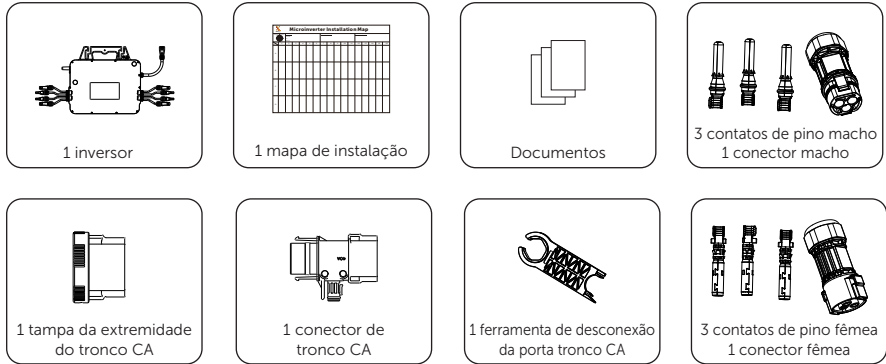 Microinverter Installation Map
1 inversor
1 mapa de instalação
Documentos
3 contatos de pino macho
1 conector macho
1 tampa da extremidade
do tronco CA
1 conector de
tronco CA
1 ferramenta de desconexão
da porta tronco CA
3 contatos de pino fêmea
1 conector fêmea